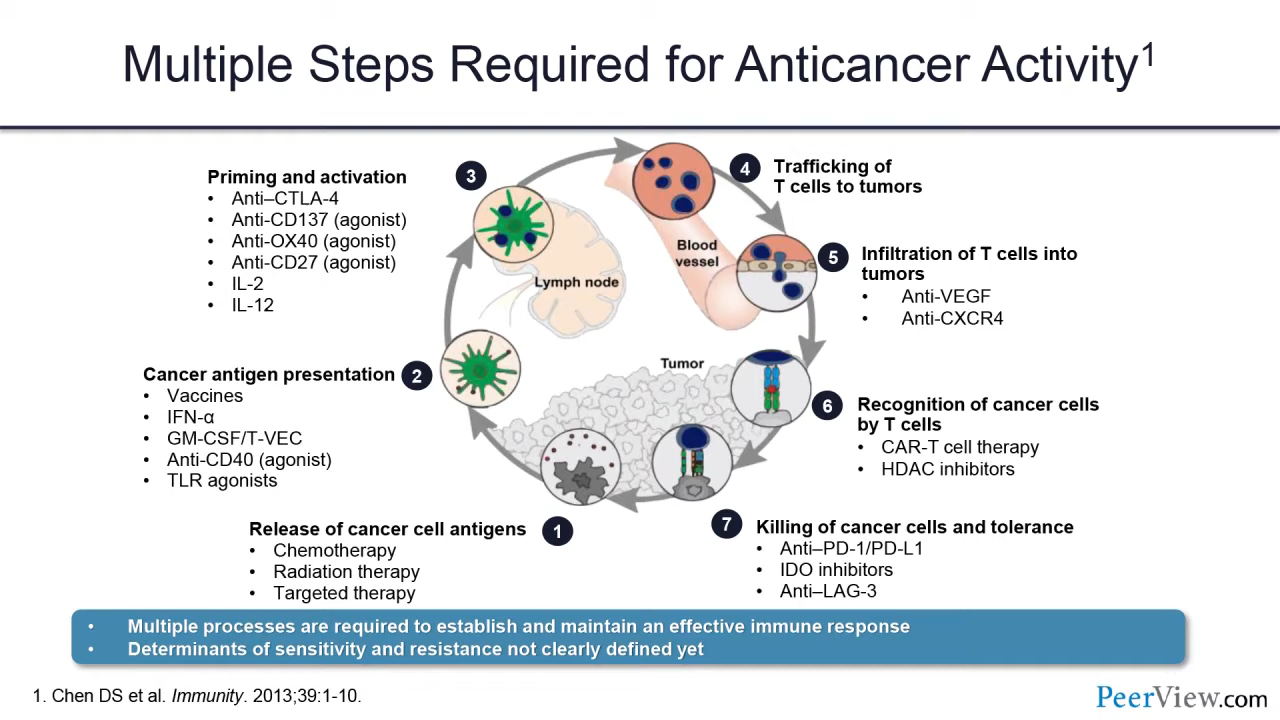 Multiple Steps Required for Anticancer Activity1
Priming and activation
• Anti–CTLA-4
• Anti-CD137 (agonist)
• Anti-OX40 (agonist)
• Anti-CD27 (agonist)
• IL-2
• IL-12
3
4
Trafficking of
T cells to tumors
Blood
vessel
Lymph node
5
Infiltration of T cells into
tumors
• Anti-VEGF
• Anti-CXCR4
Cancer antigen presentation
2
• Vaccines
• IFN-α
• GM-CSF/T-VEC
• Anti-CD40 (agonist)
• TLR agonists
Tumor
6
Recognition of cancer cells
by T cells
• CAR-T cell therapy
• HDAC inhibitors
Release of cancer cell antigens
1
• Chemotherapy
• Radiation therapy
• Targeted therapy
7
Killing of cancer cells and tolerance
• Anti–PD-1/PD-L1
• IDO inhibitors
• Anti–LAG-3
• Multiple processes are required to establish and maintain an effective immune response
• Determinants of sensitivity and resistance not clearly defined yet
1. Chen DS et al. Immunity. 2013;39:1-10.
PeerView.com